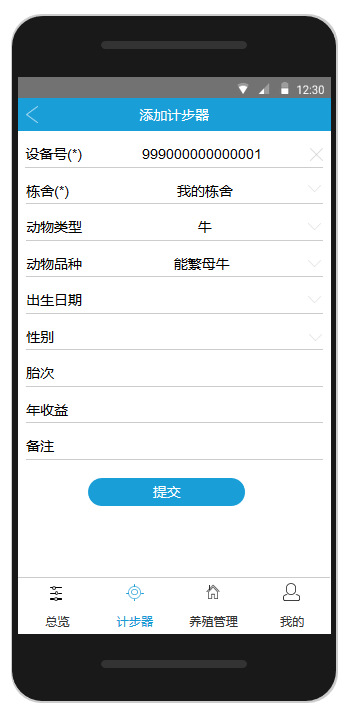 12:30
添加计步器
设备号(*) 999000000000001
栋舍(*) 我的栋舍
动物类型 牛
动物品种 能繁母牛
出生日期
性别
胎次
年收益
备注
提交
总览 计步器 养殖管理 我的